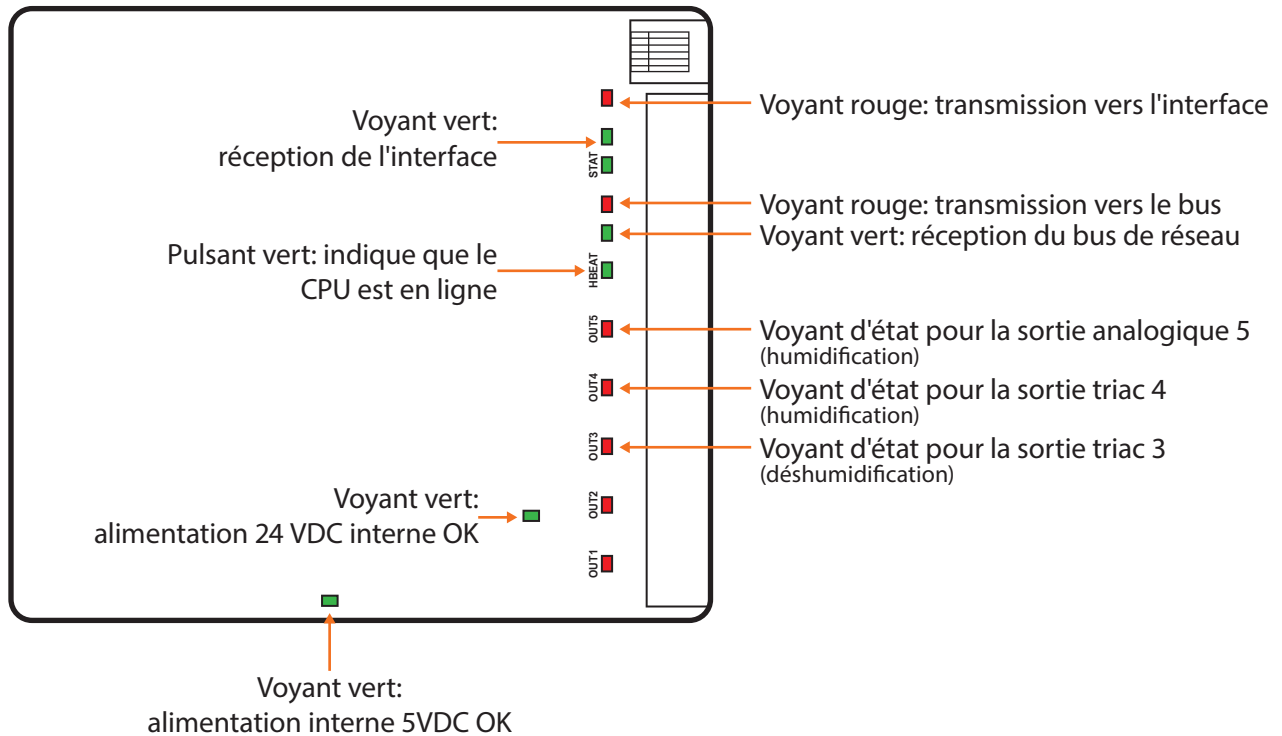 Voyant rouge: transmission vers l'interface
Voyant vert:
réception de l'interface
STAT
Voyant rouge: transmission vers le bus
Voyant vert: réception du bus de réseau
Pulsant vert: indique que le
CPU est en ligne
HBEAT
OUT5
Voyant d'état pour la sortie analogique 5
(humidification)
OUT4
Voyant d'état pour la sortie triac 4
(humidification)
OUT3
Voyant d'état pour la sortie triac 3
(déshumidification)
Voyant vert:
alimentation 24 VDC interne OK
OUT2
OUT1
Voyant vert:
alimentation interne 5VDC OK